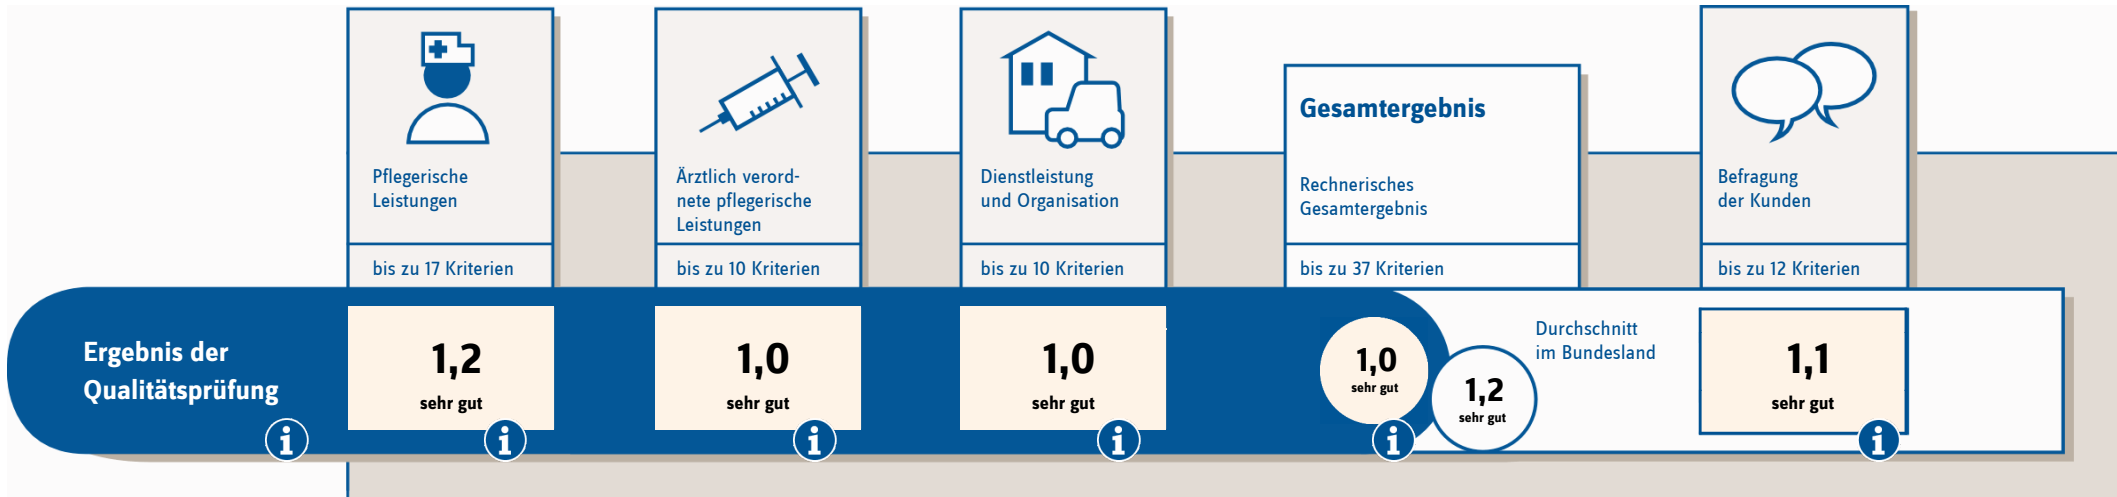 Pflegerische
Leistungen
bis zu 17 Kriterien
Ärztlich verord-
nete pflegerische
Leistungen
bis zu 10 Kriterien
Dienstleistung
und Organisation
bis zu 10 Kriterien
Gesamtergebnis
Rechnerisches
Gesamtergebnis
bis zu 37 Kriterien
Befragung
der Kunden
bis zu 12 Kriterien
Ergebnis der
Qualitätsprüfung
i
1,2
sehr gut
i
1,0
sehr gut
i
1,0
sehr gut
i
1,0
sehr gut
i
1,2
sehr gut
Durchschnitt
im Bundesland
1,1
sehr gut
i